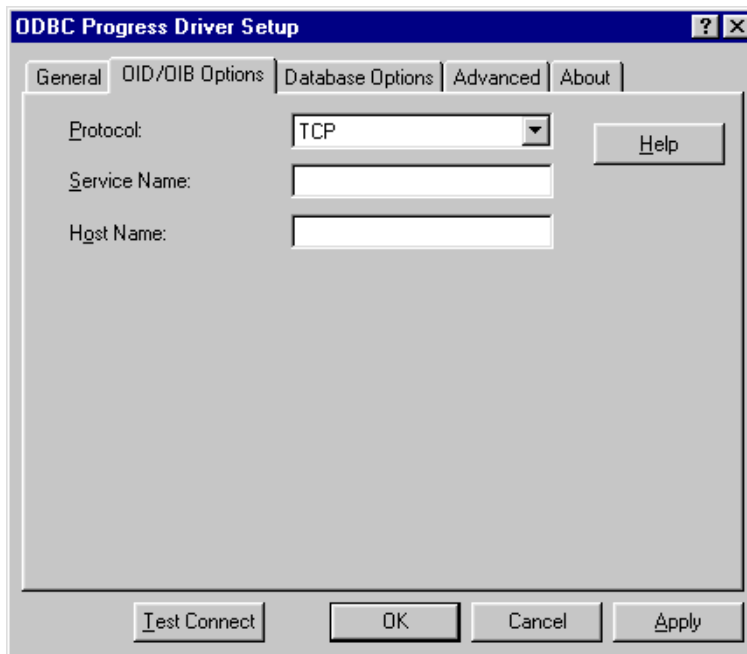 ODBC Progress Driver Setup
General OID/OIB Options Database Options Advanced About
Protocol: TCP Help
Service Name:
Host Name:
Test Connect OK Cancel Apply